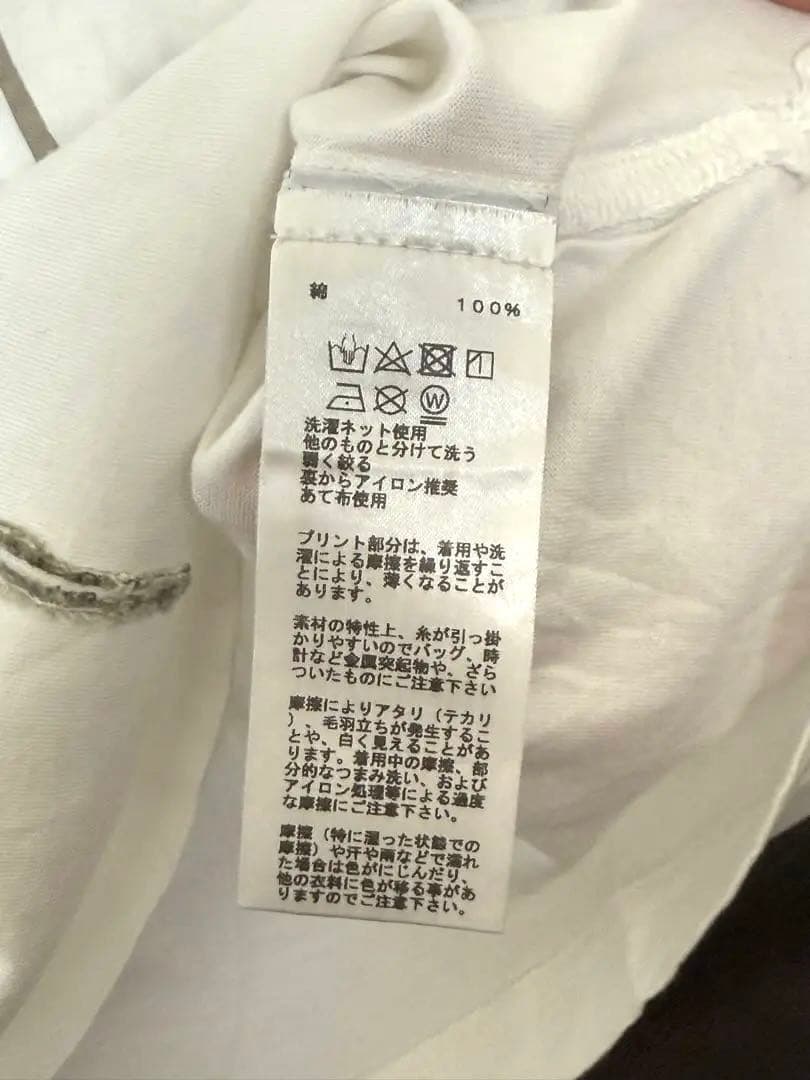 綿 100%
W
洗濯ネット使用
他のものと分けて洗う
弱く絞る
裏からアイロン推奨
あて布使用
プリント部分は、着用や洗
濯による摩擦を繰り返すこ
とにより、薄くなることが
あります。
素材の特性上、糸が引っ掛
かりやすいのでバッグ、時
計など金属突起物や、ざら
ついたものにご注意下さい
摩擦によりアタリ（テカリ
）、毛羽立ちが発生するこ
とや、白く見えることがあ
ります。着用中の摩擦、部
分的なつまみ洗い、および
アイロン処理等による過度
な摩擦にご注意下さい。
摩擦（特に湿った状態での
摩擦）や汗や雨などで濡れ
た場合は色がにじんだり、
他の衣料に色が移る事があ
りますのでご注意下さい。